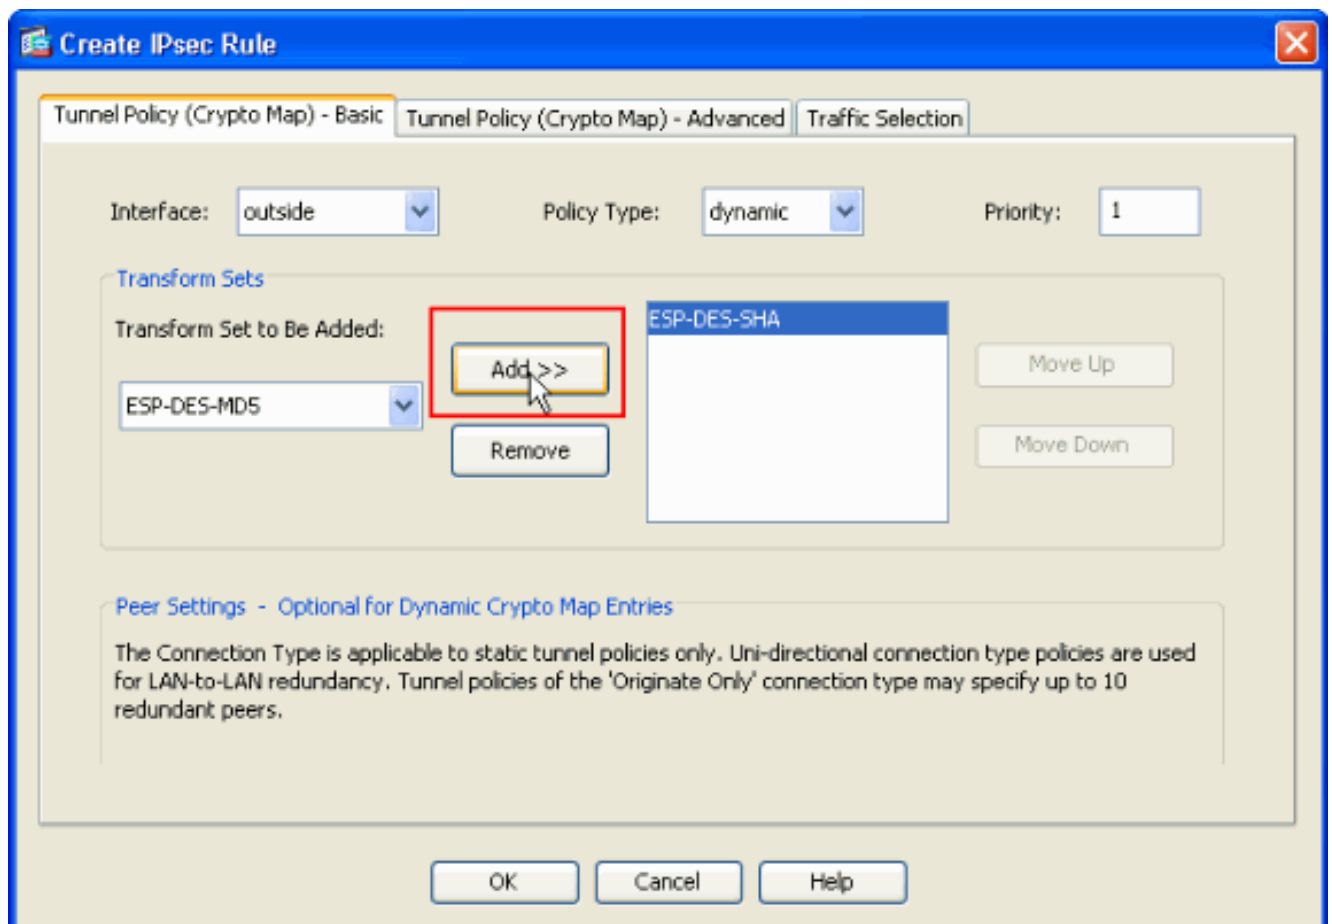 Create IPsec Rule
Tunnel Policy (Crypto Map) - Basic Tunnel Policy (Crypto Map) - Advanced Traffic Selection
Interface: outside Policy Type: dynamic Priority: 1
Transform Sets
Transform Set to Be Added:
ESP-DES-SHA
Add >>
Move Up
ESP-DES-MD5
Remove
Move Down
Peer Settings - Optional for Dynamic Crypto Map Entries
The Connection Type is applicable to static tunnel policies only. Uni-directional connection type policies are used
for LAN-to-LAN redundancy. Tunnel policies of the 'Originate Only' connection type may specify up to 10
redundant peers.
OK Cancel Help